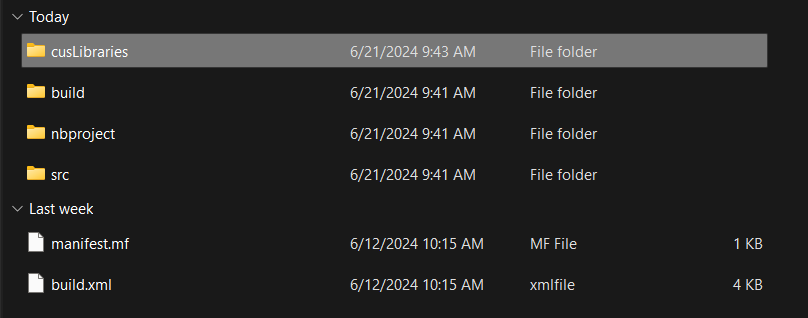 Today
cusLibraries 6/21/2024 9:43 AM File folder
build 6/21/2024 9:41 AM File folder
nbproject 6/21/2024 9:41 AM File folder
src 6/21/2024 9:41 AM File folder
Last week
manifest.mf 6/12/2024 10:15 AM MF File 1 KB
build.xml 6/12/2024 10:15 AM xmlfile 4 KB